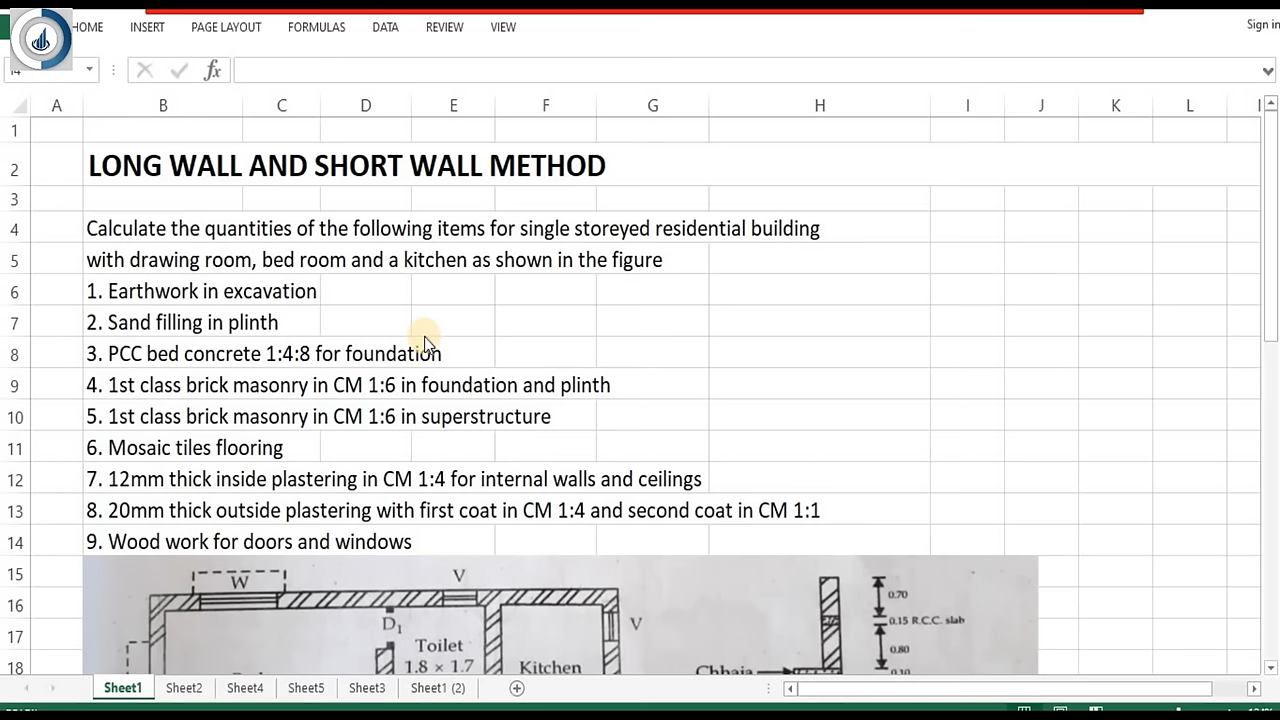 HOME INSERT PAGE LAYOUT FORMULAS DATA REVIEW VIEW Sign in
fx
A B C D E F G H I J K L
1
2 LONG WALL AND SHORT WALL METHOD
3
4 Calculate the quantities of the following items for single storeyed residential building
5 with drawing room, bed room and a kitchen as shown in the figure
6 1. Earthwork in excavation
7 2. Sand filling in plinth
8 3. PCC bed concrete 1:4:8 for foundation
9 4. 1st class brick masonry in CM 1:6 in foundation and plinth
10 5. 1st class brick masonry in CM 1:6 in superstructure
11 6. Mosaic tiles flooring
12 7. 12mm thick inside plastering in CM 1:4 for internal walls and ceilings
13 8. 20mm thick outside plastering with first coat in CM 1:4 and second coat in CM 1:1
14 9. Wood work for doors and windows
15 W V 0.70
16 D1 V 0.15 R.C.C. slab
17 Toilet 0.80
18 1.8 × 1.7 Kitchen Chhaja 0.10
Sheet1 Sheet2 Sheet4 Sheet5 Sheet3 Sheet1 (2)